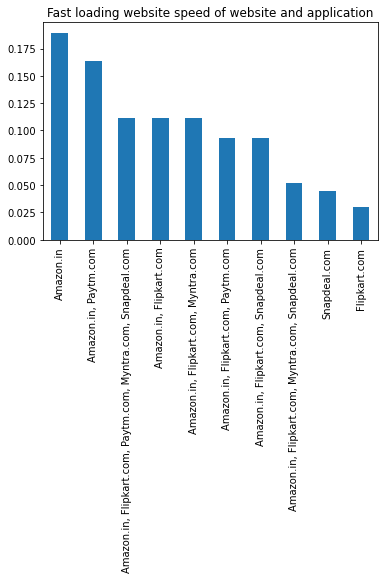 Fast loading website speed of website and application
0.175
0.150
0.125
0.100
0.075
0.050
0.025
0.000
Amazon.in
Amazon.in, Paytm.com
Amazon.in, Flipkart.com, Paytm.com, Myntra.com, Snapdeal.com
Amazon.in, Flipkart.com
Amazon.in, Flipkart.com, Myntra.com
Amazon.in, Flipkart.com, Paytm.com
Amazon.in, Flipkart.com, Snapdeal.com
Amazon.in, Flipkart.com, Myntra.com, Snapdeal.com
Snapdeal.com
Flipkart.com